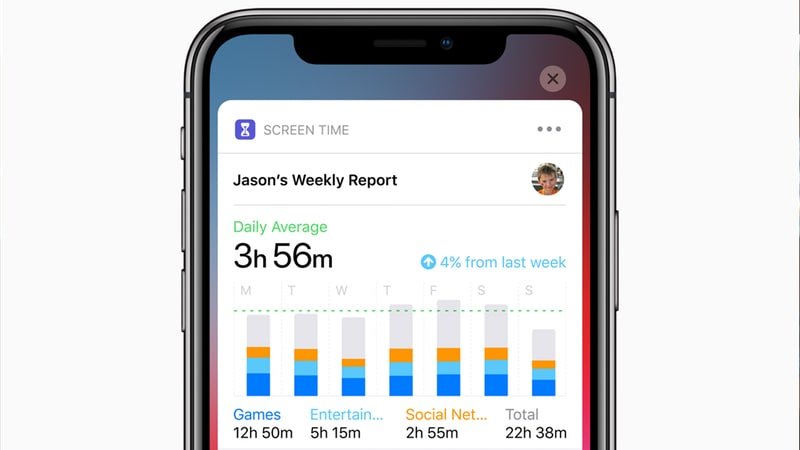 SCREEN TIME
Jason's Weekly Report
Daily Average
3h 56m
4% from last week
M T W T F S S
Games Entertain... Social Net... Total
12h 50m 5h 15m 2h 55m 22h 38m